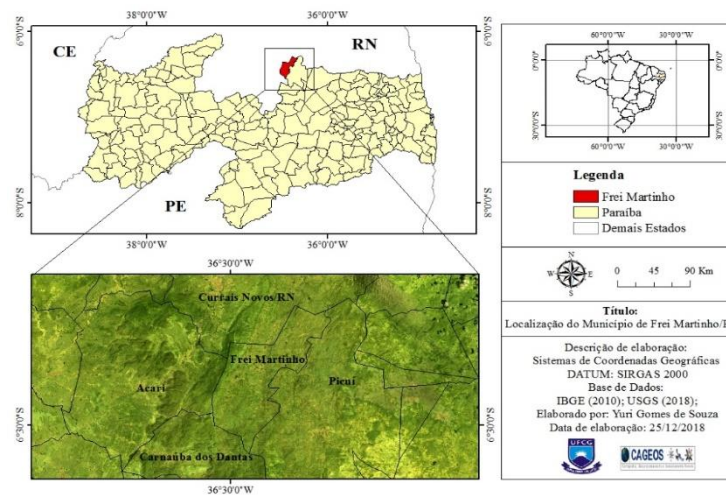 38°0'0"W
36°0'0"W
6°0'0"S
6°0'0"S
CE
RN
PE
8°0'0"S
8°0'0"S
38°0'0"W
36°0'0"W
36°30'0"W
Currais Novos/RN
Frei Martinho
Acari
Picuí
Carnaúba dos Dantas
6°30'0"S
6°30'0"S
36°30'0"W
60°0'0"W
30°0'0"W
0°0'0"
0°0'0"
30°0'0"S
30°0'0"S
60°0'0"W
30°0'0"W
Legenda
Frei Martinho
Paraíba
Demais Estados
N
W
E
S
0 45 90 Km
Título:
Localização do Município de Frei Martinho/P
Descrição de elaboração:
Sistemas de Coordenadas Geográficas
DATUM: SIRGAS 2000
Base de Dados:
IBGE (2010); USGS (2018);
Elaborado por: Yuri Gomes de Souza
Data de elaboração: 25/12/2018
UFCG
CAGEOS